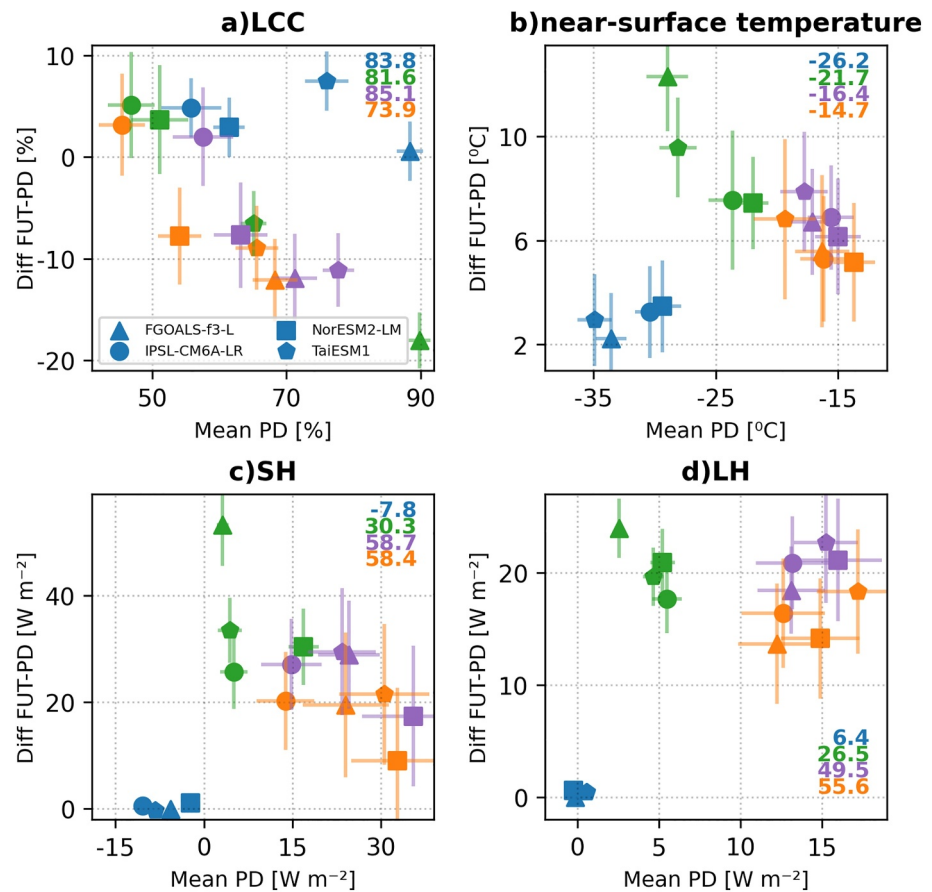 a)LCC
10
0
-10
-20
Diff FUT-PD [%]
83.8
81.6
85.1
73.9
FGOALS-f3-L
IPSL-CM6A-LR
NorESM2-LM
TaiESM1
50
70
90
Mean PD [%]
b)near-surface temperature
10
6
2
Diff FUT-PD [⁰C]
-26.2
-21.7
-16.4
-14.7
-35
-25
-15
Mean PD [⁰C]
c)SH
40
20
0
Diff FUT-PD [W m⁻²]
-7.8
30.3
58.7
58.4
-15
0
15
30
Mean PD [W m⁻²]
d)LH
20
10
0
Diff FUT-PD [W m⁻²]
6.4
26.5
49.5
55.6
0
5
10
15
Mean PD [W m⁻²]